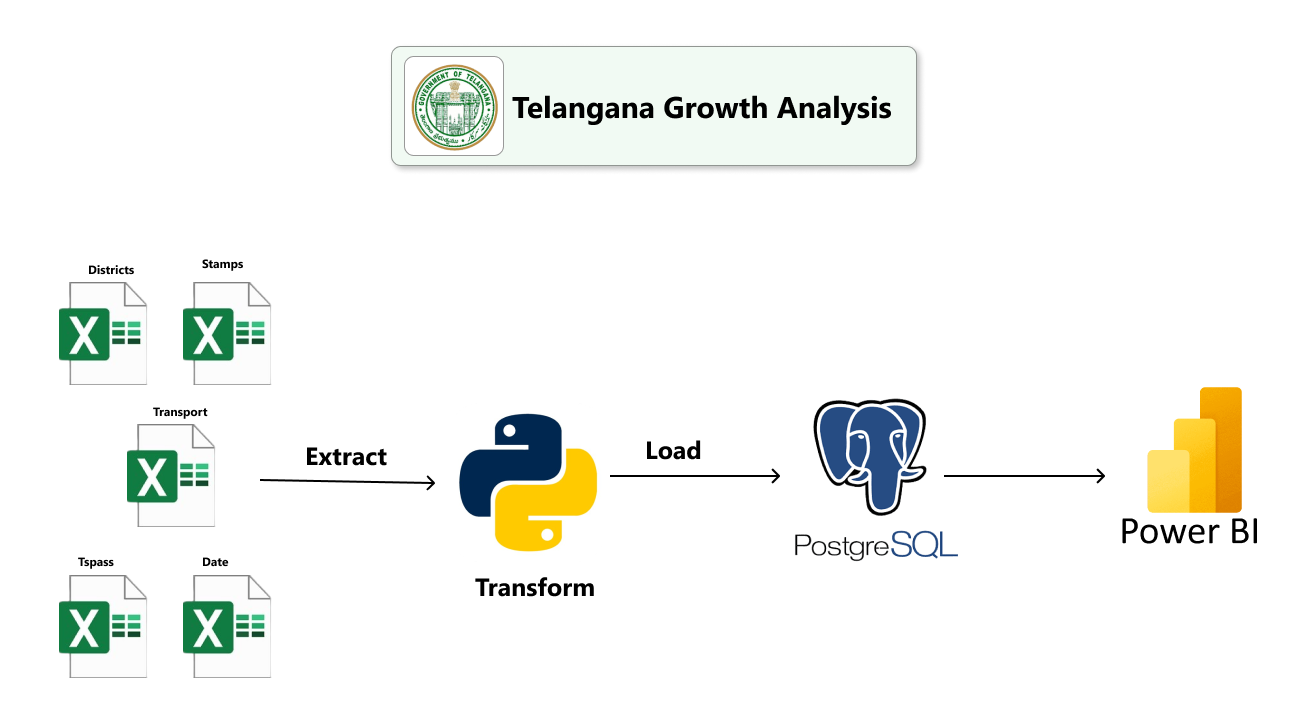 GOVERNMENT OF TELANGANA
Telangana Growth Analysis
Districts
Stamps
X
X
Transport
X
Extract
Load
Transform
PostgreSQL
Power BI
Tspass
Date
X
X